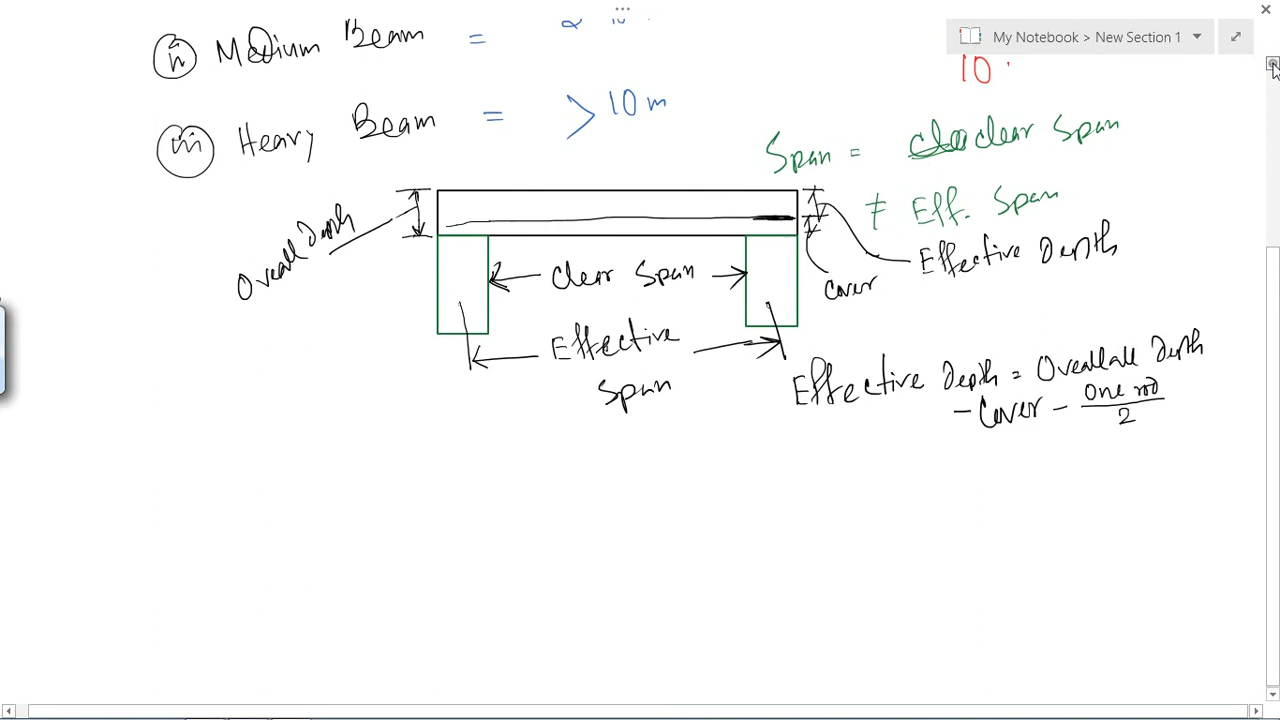 My Notebook > New Section 1
ii Medium Beam =
10
iii Heavy Beam = > 10 m
Span = clear Span
≠ Eff. Span
Overall Depth
Effective Depth
Clear Span
Cover
Effective
Span
Effective Depth = Overallall Depth
- Cover - One rod
2